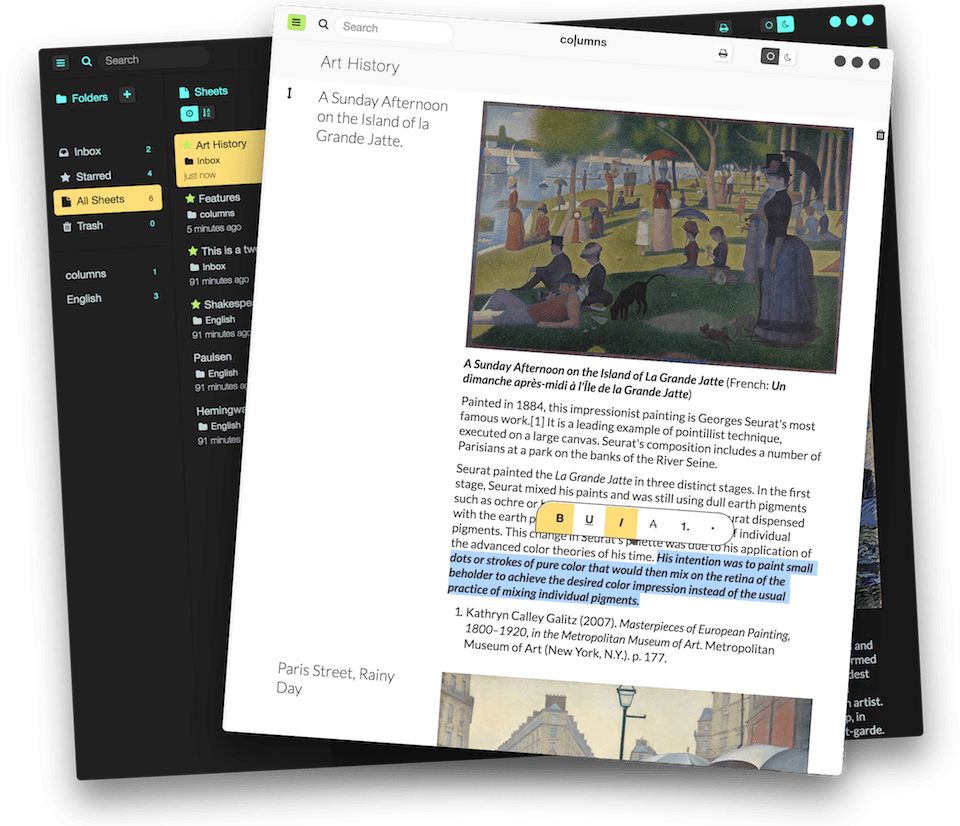 Search
Folders
Inbox 2
Starred 4
All Sheets 6
Trash 0
columns 1
English 3
Sheets
Art History
Inbox
just now
Features
columns
5 minutes ago
This is a
Inbox
91 minutes ago
Shakespea
English
91 minutes ago
Paulsen
English
91 minutes ago
Hemingwa
English
91 minutes
Search
columns
Art History
A Sunday Afternoon
on the Island of la
Grande Jatte.
A Sunday Afternoon on the Island of La Grande Jatte (French: Un
dimanche après-midi à l'Île de la Grande Jatte)
Painted in 1884, this impressionist painting is Georges Seurat's most
famous work.[1] It is a leading example of pointillist technique,
executed on a large canvas. Seurat's composition includes a number of
Parisians at a park on the banks of the River Seine.
Seurat painted the La Grande Jatte in three distinct stages. In the first
stage, Seurat mixed his paints and was still using dull earth pigments
such as ochre or urat dispensed
with the earth p f individual
B U I A 1. ·
pigments. This change in Seurat's palette was due to his application of
the advanced color theories of his time. His intention was to paint small
dots or strokes of pure color that would then mix on the retina of the
beholder to achieve the desired color impression instead of the usual
practice of mixing individual pigments.
1. Kathryn Calley Galitz (2007). Masterpieces of European Painting,
1800–1920, in the Metropolitan Museum of Art. Metropolitan
Museum of Art (New York, N.Y.). p. 177.
Paris Street, Rainy
Day
and
rmed
dest
artist.
in
t-garde.